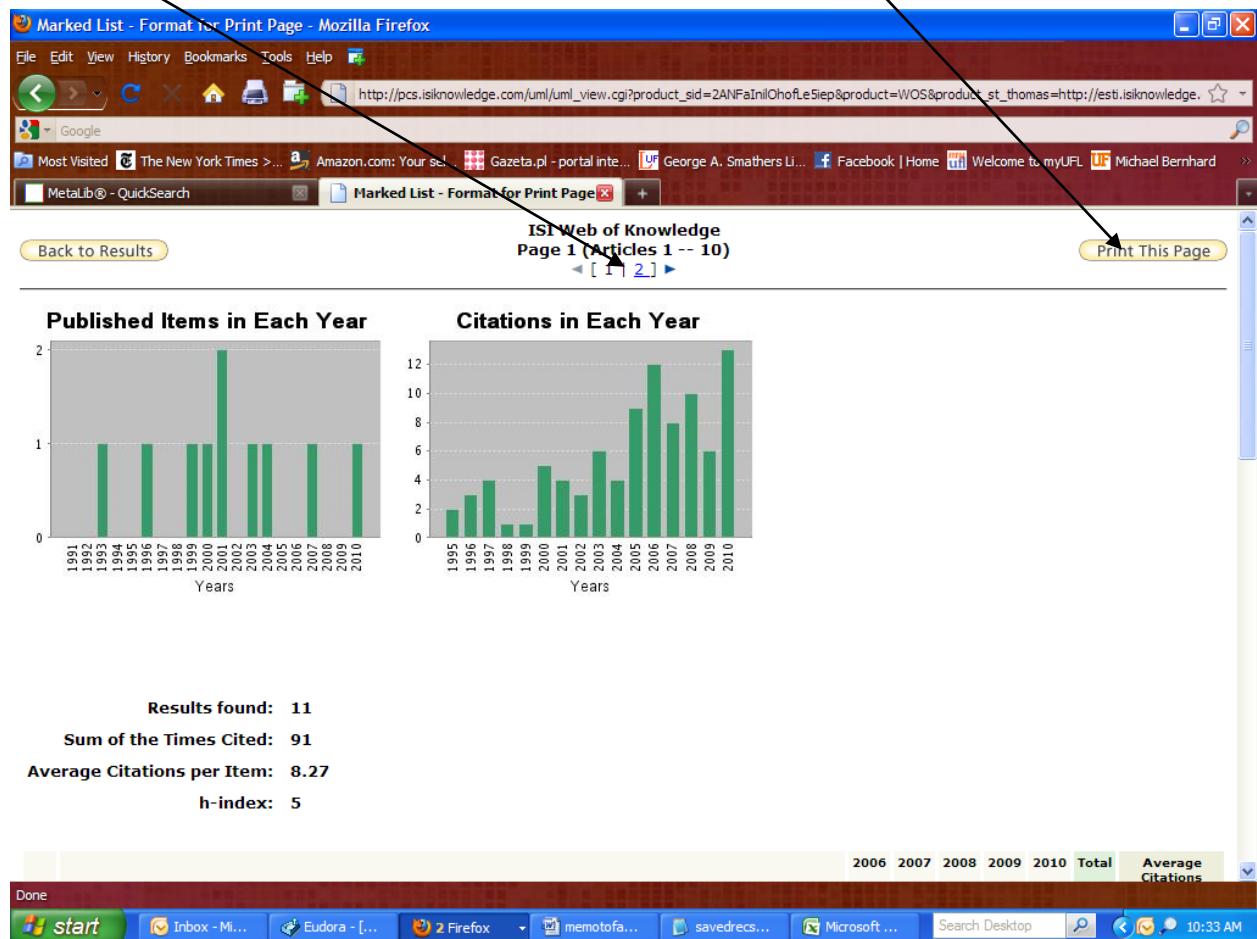 Marked List - Format for Print Page - Mozilla Firefox
File Edit View History Bookmarks Tools Help
http://pcs.isiknowledge.com/uml/uml_view.cgi?product_sid=2ANFaInilOhofLe5iep&product=WOS&product_st_thomas=http://esti.isiknowledge.
Google
Most Visited The New York Times >... Amazon.com: Your sel... Gazeta.pl - portal inte... George A. Smathers Li... Facebook | Home Welcome to myUFL Michael Bernhard
MetaLib® - QuickSearch Marked List - Format for Print Page
ISI Web of Knowledge
Back to Results Page 1 (Articles 1 -- 10) Print This Page
[ 1 | 2 ]
Published Items in Each Year
2
1
0
1991 1992 1993 1994 1995 1996 1997 1998 1999 2000 2001 2002 2003 2004 2005 2006 2007 2008 2009 2010
Years
Citations in Each Year
12
10
8
6
4
2
0
1995 1996 1997 1998 1999 2000 2001 2002 2003 2004 2005 2006 2007 2008 2009 2010
Years
Results found: 11
Sum of the Times Cited: 91
Average Citations per Item: 8.27
h-index: 5
2006 2007 2008 2009 2010 Total Average
Citations
Done
start Inbox - Mi... Eudora - [... 2 Firefox memotofa... savedrecs... Microsoft ... Search Desktop 10:33 AM